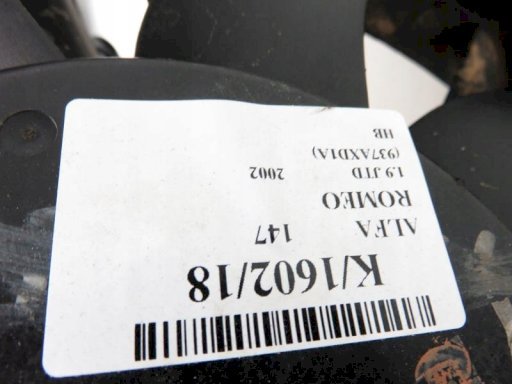 K/1602/18
ALFA 147
ROMEO
1.9 JTD 2002
(937AXD1A)
HB